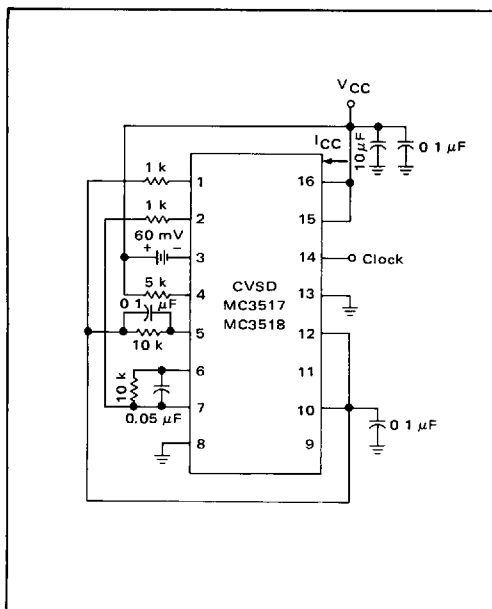 VCC
ICC
10 µF
0 1 µF
1 k
1
16
1 k
2
15
60 mV
+ −
3
14
Clock
5 k
4
CVSD
MC3517
MC3518
13
0 1 µF
5
12
10 k
6
11
10 k
7
10
0.05 µF
0 1 µF
8
9